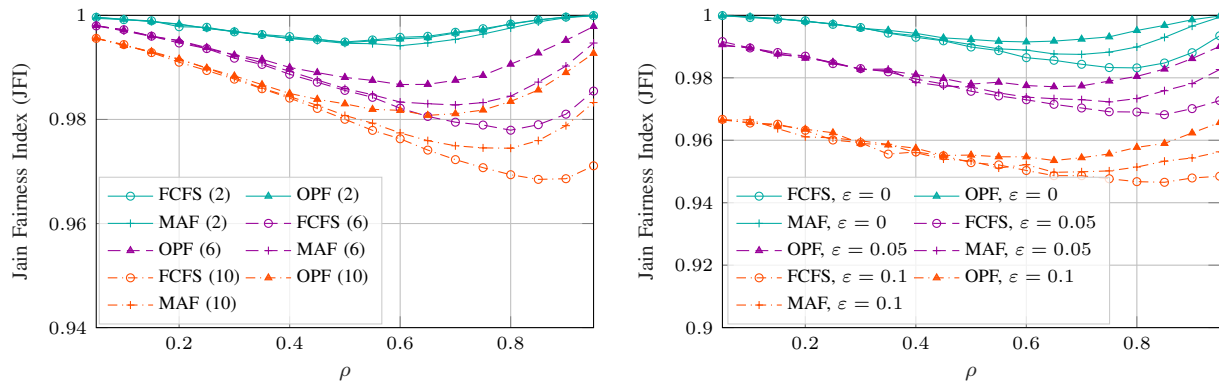 Jain Fairness Index (JFI)
1
0.98
0.96
0.94
0.2
0.4
0.6
0.8
ρ
FCFS (2)
OPF (2)
MAF (2)
FCFS (6)
OPF (6)
MAF (6)
FCFS (10)
OPF (10)
MAF (10)
Jain Fairness Index (JFI)
1
0.98
0.96
0.94
0.92
0.9
0.2
0.4
0.6
0.8
ρ
FCFS, ε = 0
OPF, ε = 0
MAF, ε = 0
FCFS, ε = 0.05
OPF, ε = 0.05
MAF, ε = 0.05
FCFS, ε = 0.1
OPF, ε = 0.1
MAF, ε = 0.1